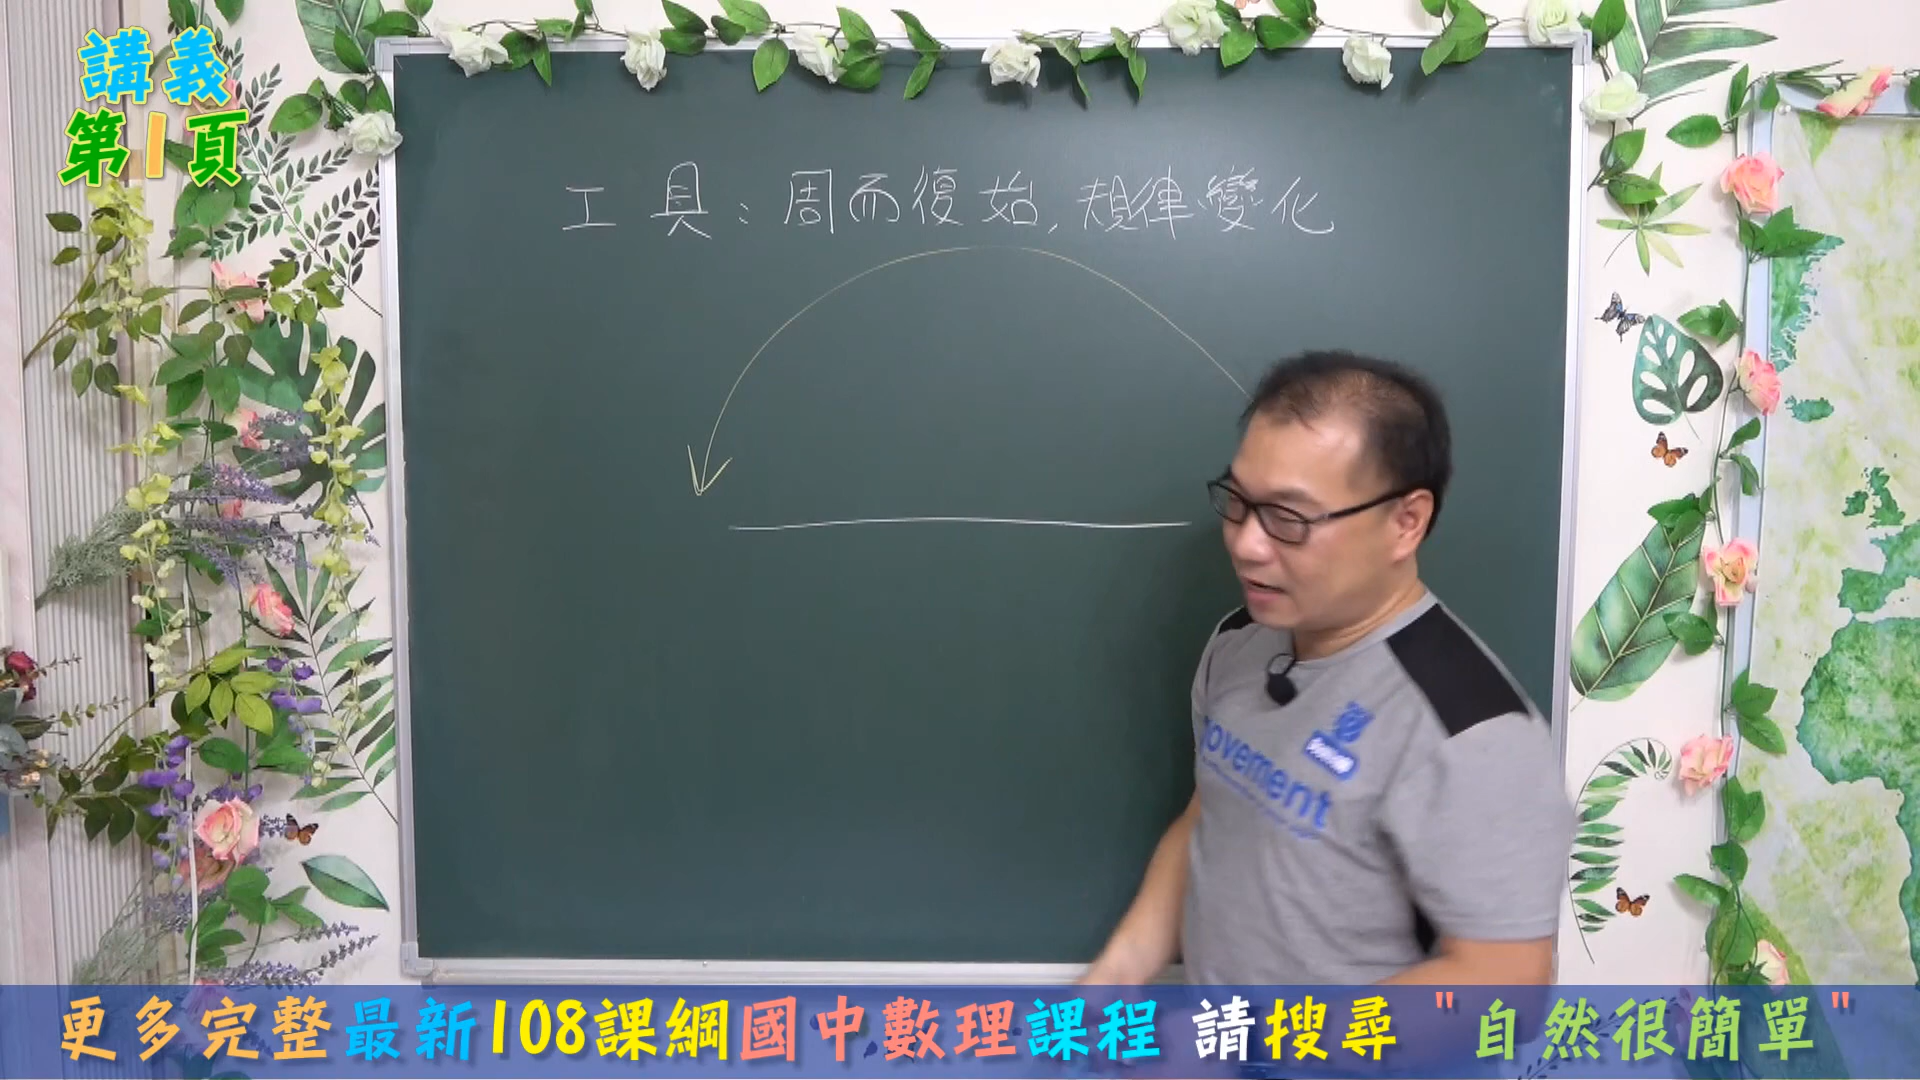 講義
第1頁
工具：周而復始，規律變化
government
更多完整最新108課綱國中數理課程 請搜尋 "自然很簡單"